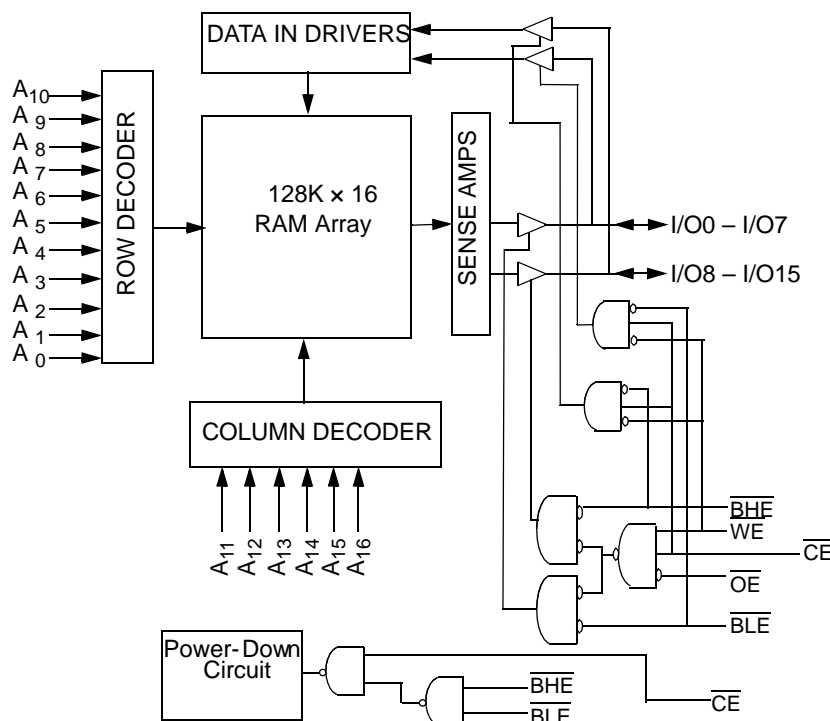 DATA IN DRIVERS
A10
A9
A8
A7
A6
A5
A4
A3
A2
A1
A0
ROW DECODER
128K × 16
RAM Array
SENSE AMPS
I/O0 – I/O7
I/O8 – I/O15
COLUMN DECODER
A11
A12
A13
A14
A15
A16
BHE
WE
CE
OE
BLE
Power-Down
Circuit
BHE
BLE
CE